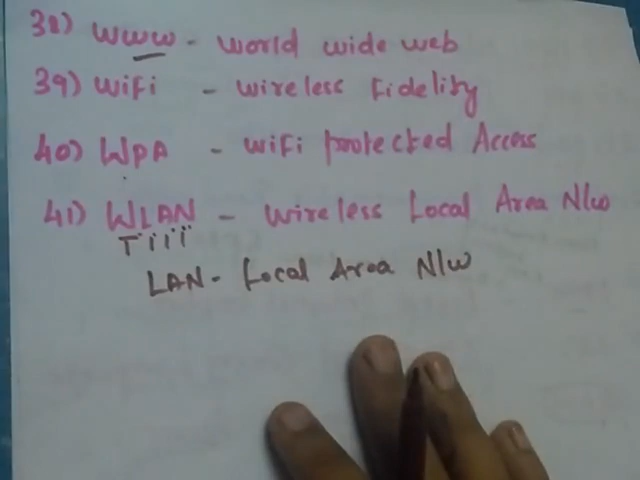 38) WWW - World wide web
39) WiFi - Wireless Fidelity
40) WPA - WiFi protected Access
41) WLAN - Wireless Local Area N/w
LAN - Local Area N/w